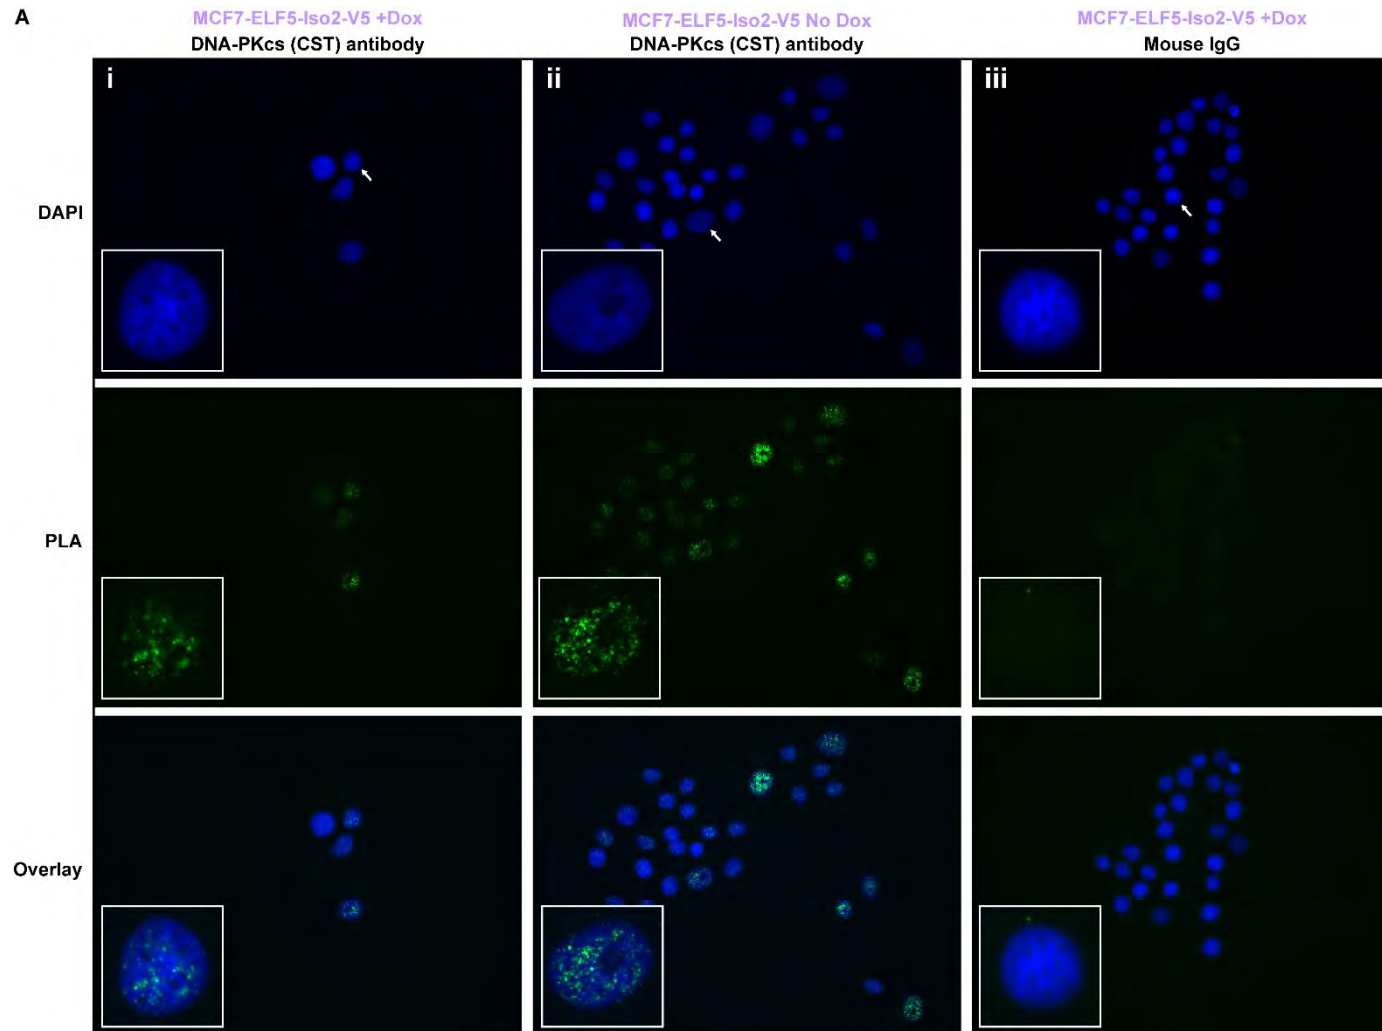 A
MCF7-ELF5-Iso2-V5 +Dox
DNA-PKcs (CST) antibody
MCF7-ELF5-Iso2-V5 No Dox
DNA-PKcs (CST) antibody
MCF7-ELF5-Iso2-V5 +Dox
Mouse IgG
i
ii
iii
DAPI
PLA
Overlay